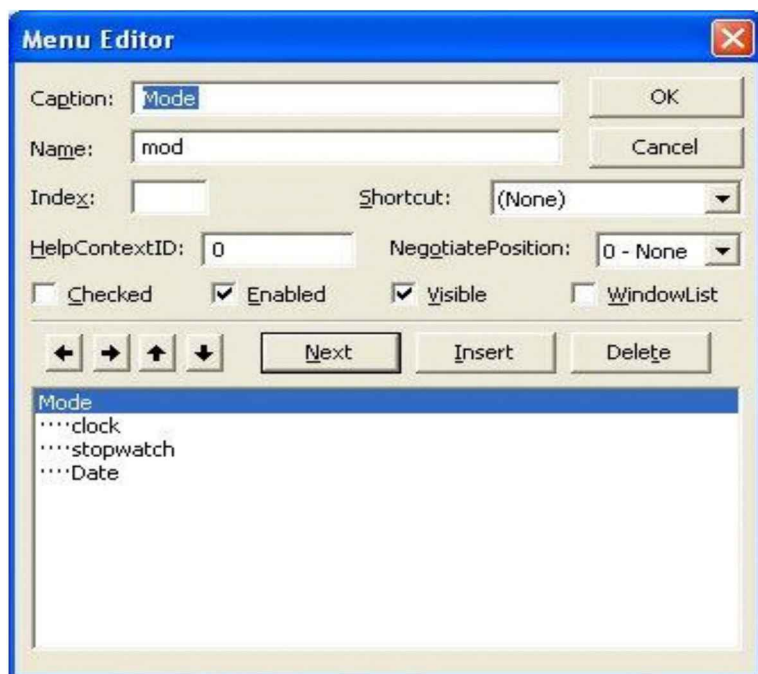 Menu Editor
Caption: Mode OK
Name: mod Cancel
Index: Shortcut: (None)
HelpContextID: 0 NegotiatePosition: 0 - None
Checked Enabled Visible WindowList
Next Insert Delete
Mode
····clock
····stopwatch
····Date